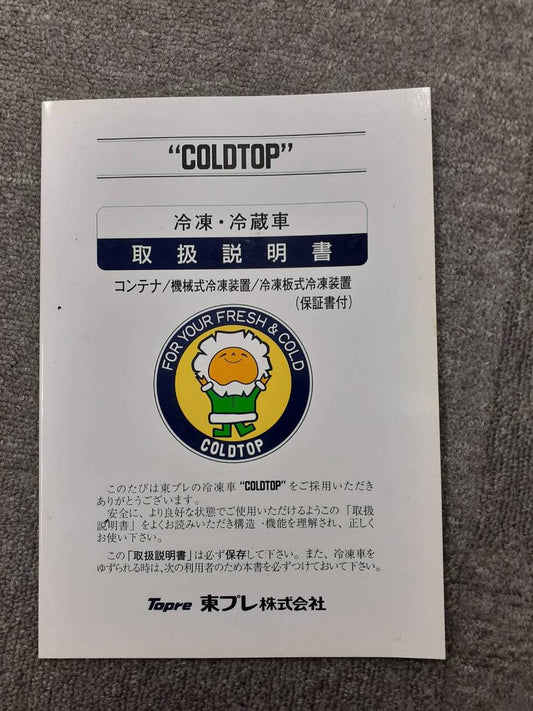 “COLDTOP”
冷凍・冷蔵車
取扱説明書
コンテナ/機械式冷凍装置/冷凍板式冷凍装置
(保証書付)
FOR YOUR FRESH & COLD
COLDTOP
このたびは東プレの冷凍車“COLDTOP”をご採用いただき
ありがとうございます。
安全に、より良好な状態でご使用いただけるようこの「取扱
説明書」をよくお読みいただき構造・機能を理解され、正しく
お使い下さい。
この「取扱説明書」は必ず保存して下さい。また、冷凍車を
ゆずられる時は、次の利用者のため本書を必ずつけておいて下さい。
Topre 東プレ株式会社